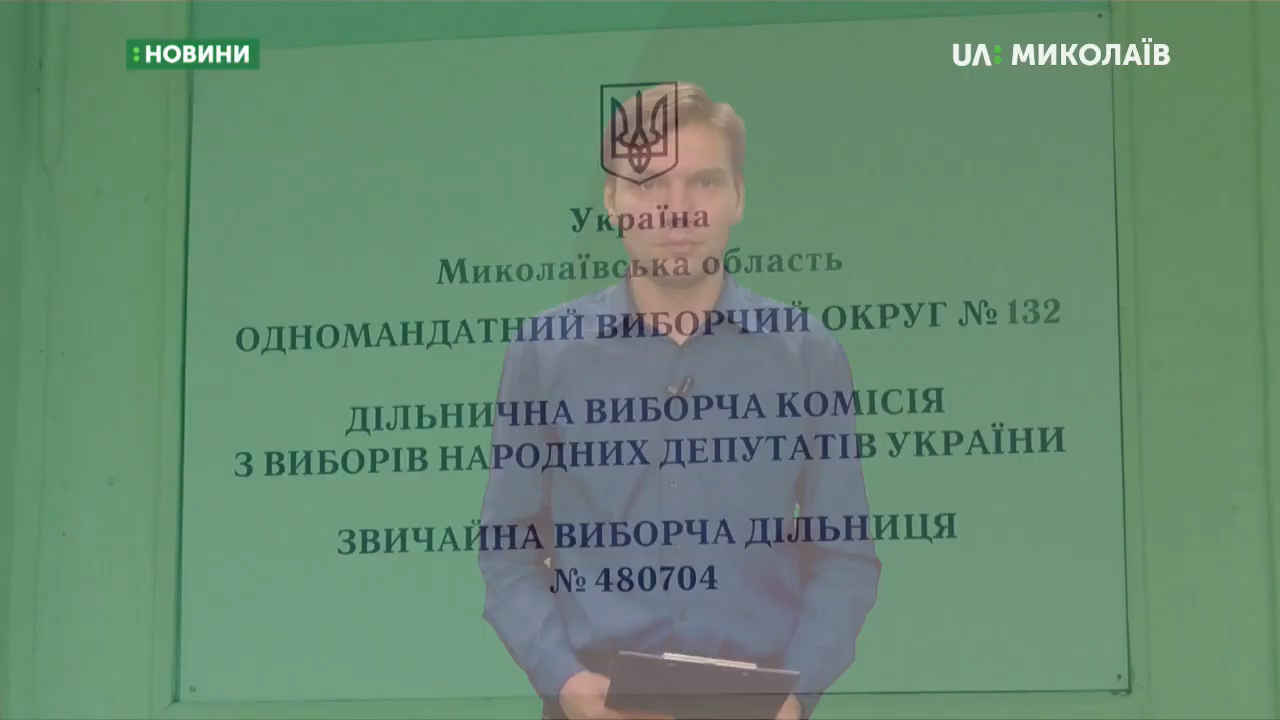 :НОВИНИ
UA: МИКОЛАЇВ
Україна
Миколаївська область
ОДНОМАНДАТНИЙ ВИБОРЧИЙ ОКРУГ № 132
ДІЛЬНИЧНА ВИБОРЧА КОМІСІЯ
З ВИБОРІВ НАРОДНИХ ДЕПУТАТІВ УКРАЇНИ
ЗВИЧАЙНА ВИБОРЧА ДІЛЬНИЦЯ
№ 480704